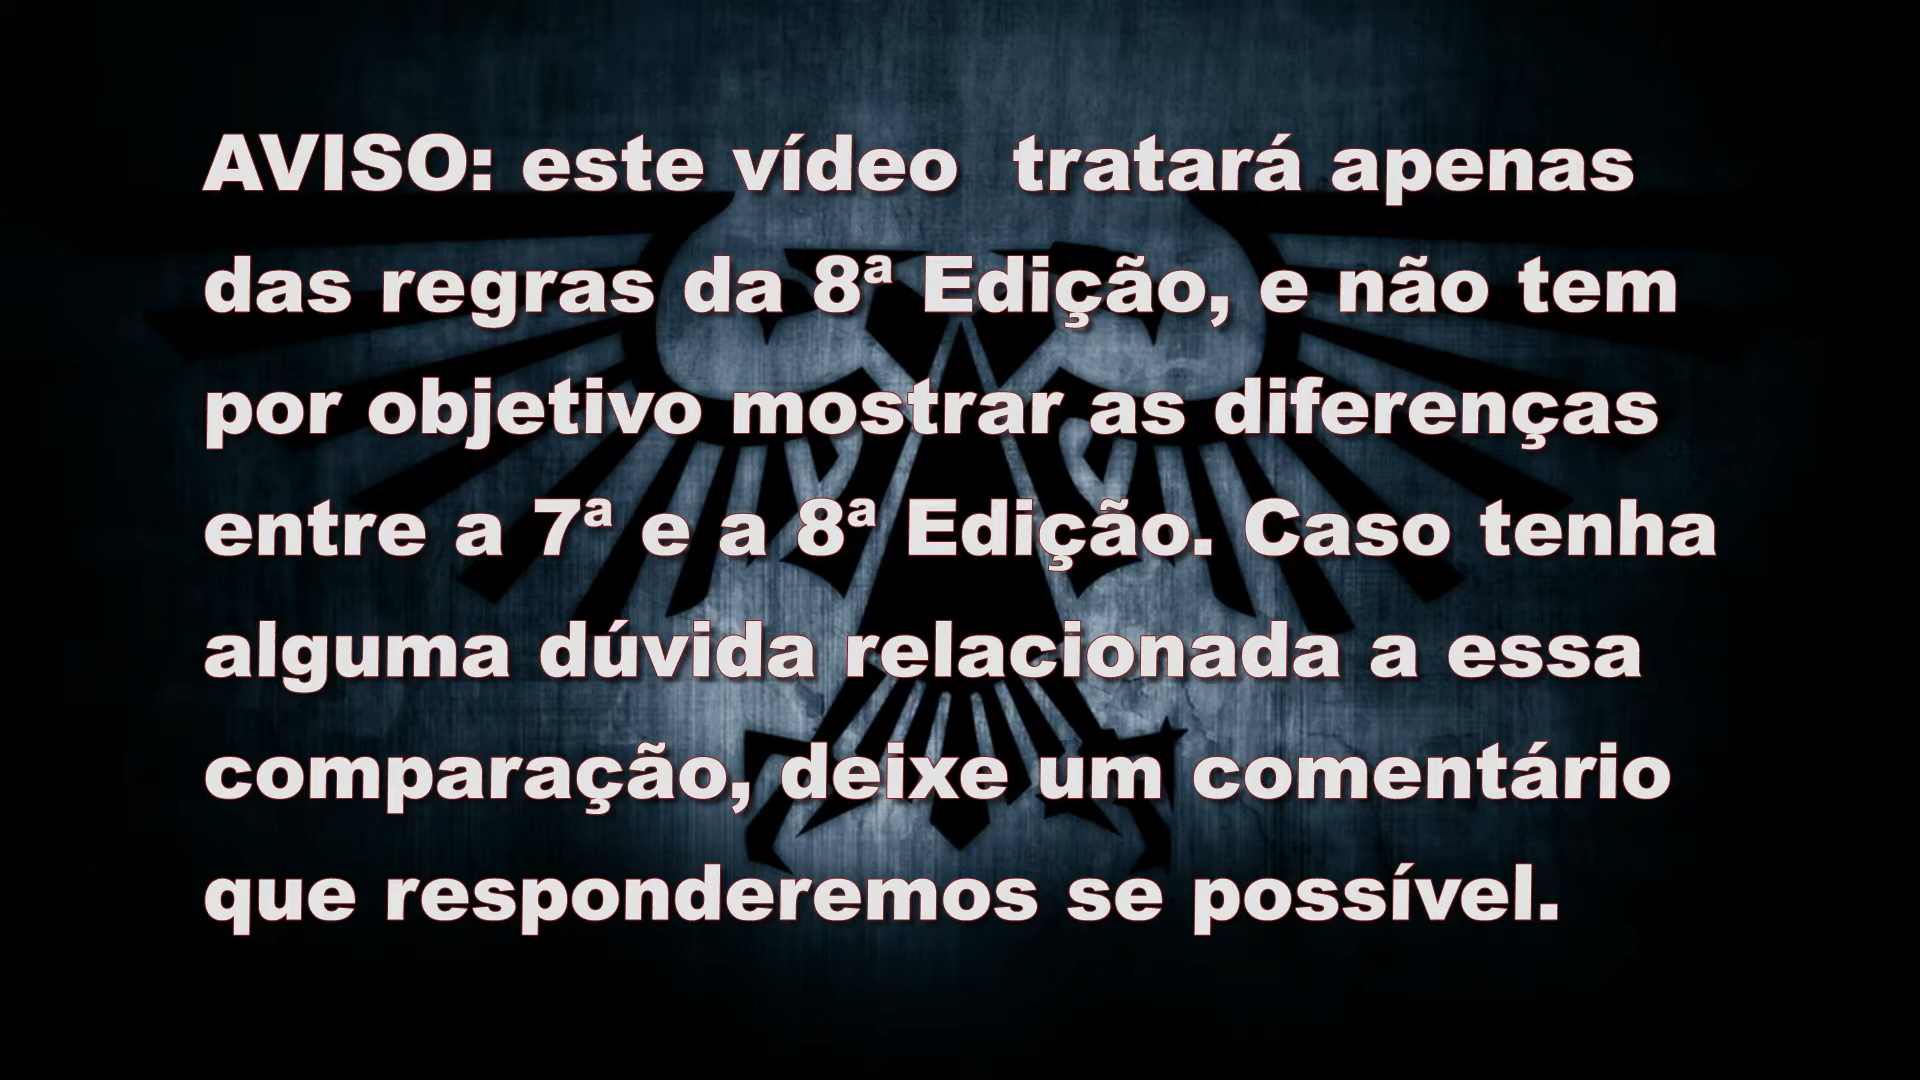 AVISO: este vídeo  tratará apenas
das regras da 8ª Edição, e não tem
por objetivo mostrar as diferenças
entre a 7ª e a 8ª Edição. Caso tenha
alguma dúvida relacionada a essa
comparação, deixe um comentário
que responderemos se possível.